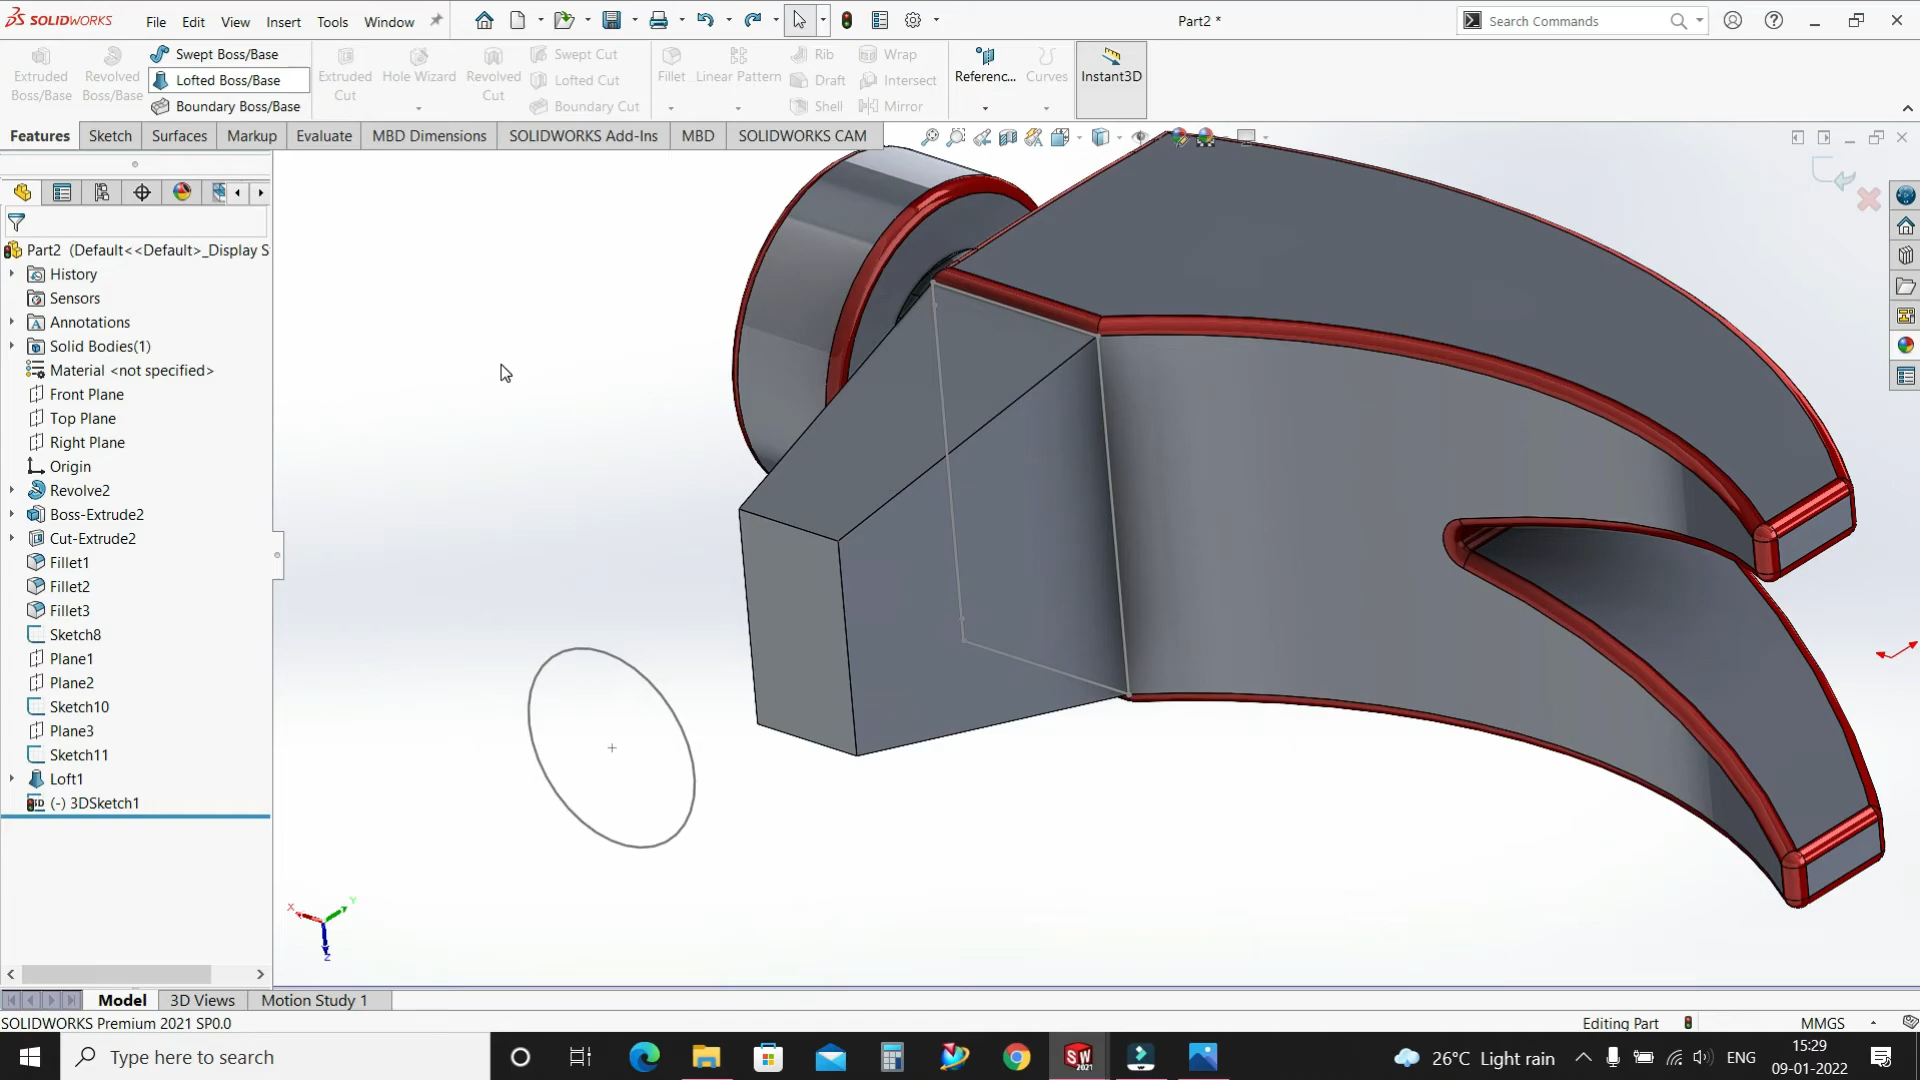 SOLIDWORKS
File Edit View Insert Tools Window
Part2 *
Search Commands
Extruded Boss/Base
Revolved Boss/Base
Swept Boss/Base
Lofted Boss/Base
Boundary Boss/Base
Extruded Cut
Hole Wizard
Revolved Cut
Swept Cut
Lofted Cut
Boundary Cut
Fillet
Linear Pattern
Rib
Draft
Shell
Wrap
Intersect
Mirror
Referenc...
Curves
Instant3D
Features Sketch Surfaces Markup Evaluate MBD Dimensions SOLIDWORKS Add-Ins MBD SOLIDWORKS CAM
Part2 (Default<<Default>_Display S
History
Sensors
Annotations
Solid Bodies(1)
Material <not specified>
Front Plane
Top Plane
Right Plane
Origin
Revolve2
Boss-Extrude2
Cut-Extrude2
Fillet1
Fillet2
Fillet3
Sketch8
Plane1
Plane2
Sketch10
Plane3
Sketch11
Loft1
(-) 3DSketch1
X Y Z
Model 3D Views Motion Study 1
SOLIDWORKS Premium 2021 SP0.0
Editing Part
MMGS
Type here to search
SW 2021
26°C Light rain
ENG
15:29
09-01-2022